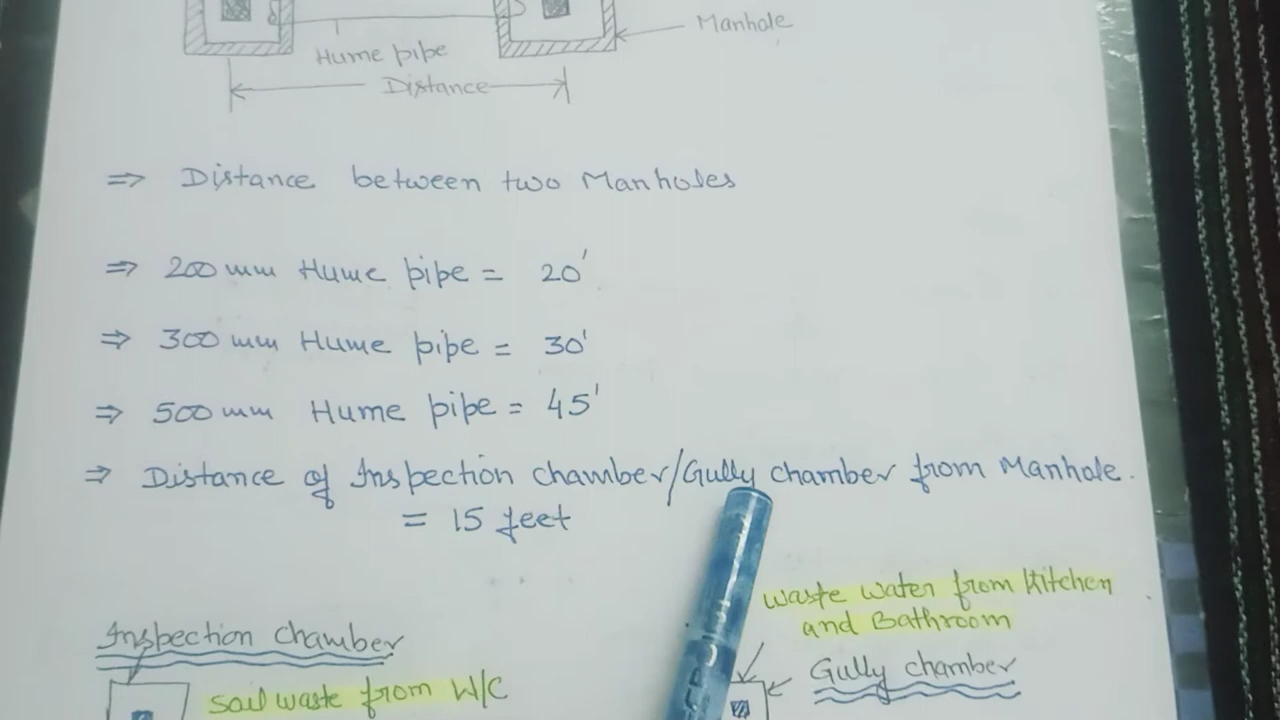 Manhole
Hume pipe
Distance
⇒ Distance between two Manholes
⇒ 200 mm Hume pipe = 20'
⇒ 300 mm Hume pipe = 30'
⇒ 500 mm Hume pipe = 45'
⇒ Distance of Inspection chamber/Gully chamber from Manhole.
= 15 feet
waste water from Kitchen
and Bathroom
Inspection chamber
Gully chamber
soil waste from W/C